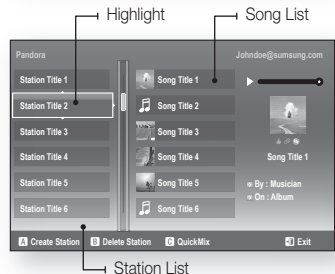 Highlight
Song List
Pandora
Johndoe@sumsung.com
Station Title 1
Station Title 2
Station Title 3
Station Title 4
Station Title 5
Station Title 6
Song Title 1
Song Title 2
Song Title 3
Song Title 4
Song Title 5
Song Title 6
Song Title 1
By : Musician
On : Album
A Create Station B Delete Station C QuickMix Exit
Station List